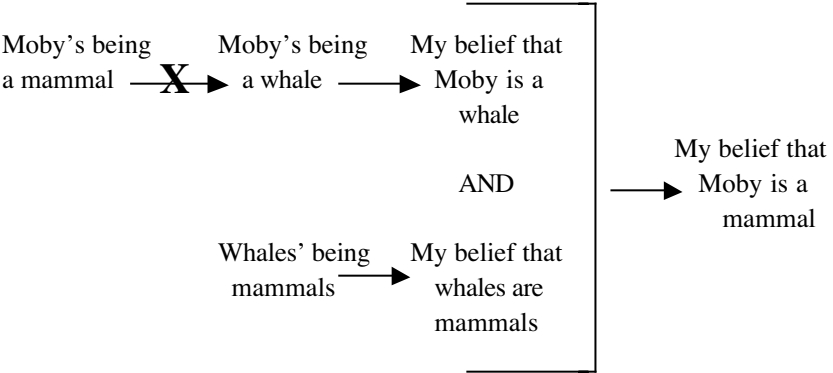 Moby’s being
a mammal
X
Moby’s being
a whale
My belief that
Moby is a
whale
AND
Whales’ being
mammals
My belief that
whales are
mammals
My belief that
Moby is a
mammal